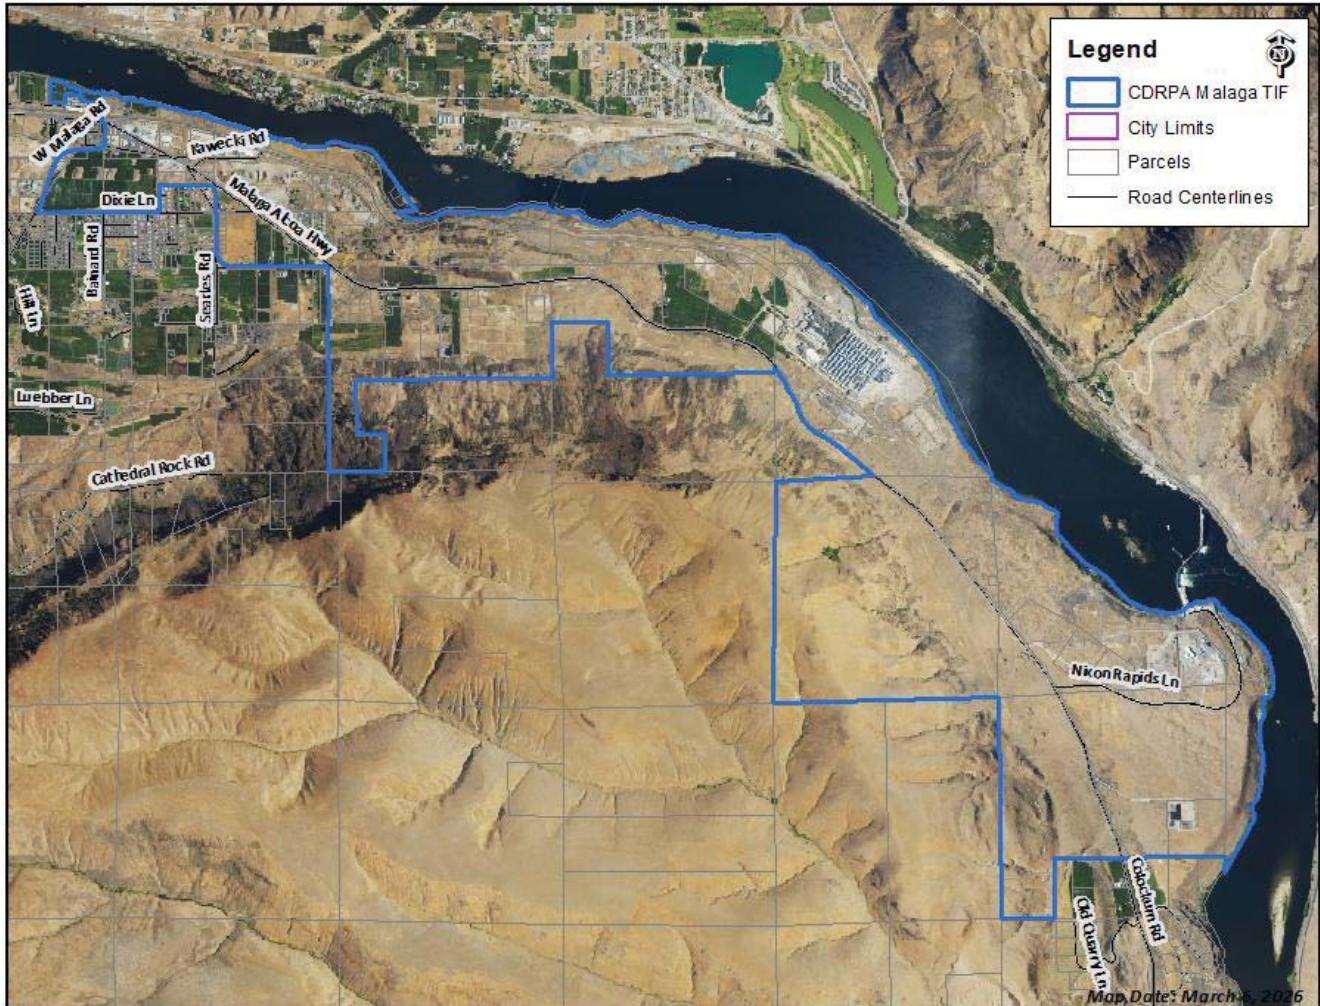 Legend
N
CDRPA Malaga TIF
City Limits
Parcels
Road Centerlines
W Malaga Rd
Kawecki Rd
Dixie Ln
Malaga Alcoa Hwy
Bainard Rd
Searles Rd
Hill Ln
Luebber Ln
Cathedral Rock Rd
Nixon Rapids Ln
Colockum Rd
Old Quarry Ln
Map Date: March 6, 2026